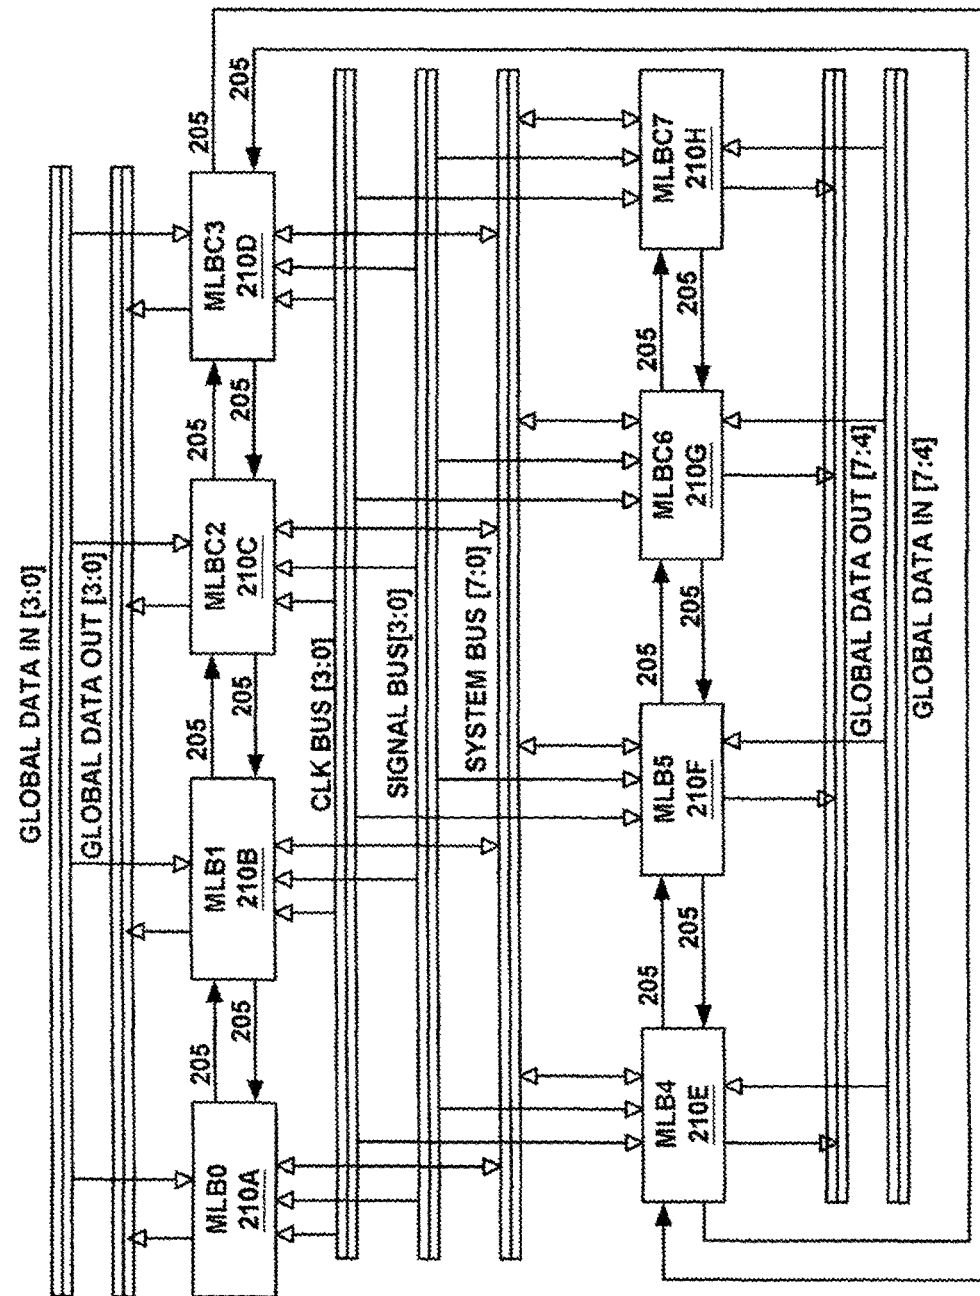 GLOBAL DATA IN [3:0]
GLOBAL DATA OUT [3:0]
MLB0
210A
205
205
MLB1
210B
205
205
MLBC2
210C
205
205
MLBC3
210D
205
205
CLK BUS [3:0]
SIGNAL BUS[3:0]
SYSTEM BUS [7:0]
MLB4
210E
205
205
MLB5
210F
205
205
MLBC6
210G
205
205
MLBC7
210H
GLOBAL DATA OUT [7:4]
GLOBAL DATA IN [7:4]